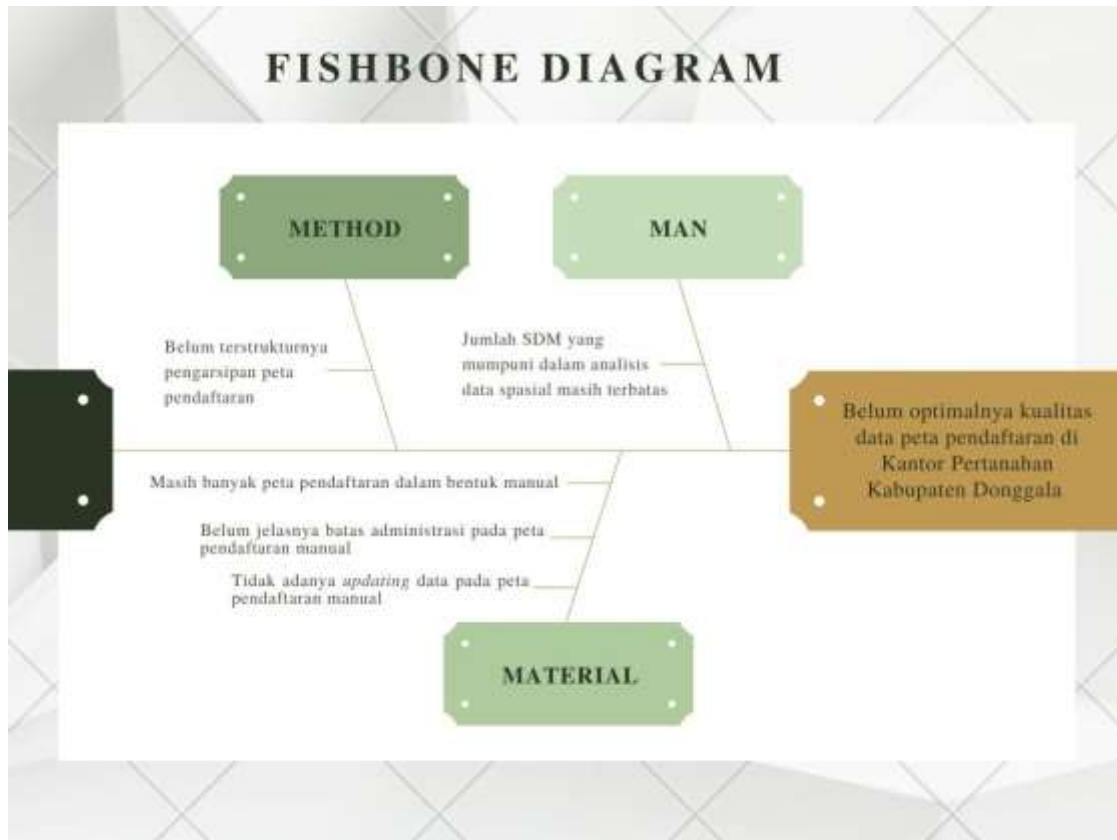 FISHBONE DIAGRAM
METHOD
MAN
Belum terstrukturnya
pengarsipan peta
pendaftaran
Jumlah SDM yang
mumpuni dalam analisis
data spasial masih terbatas
Belum optimalnya kualitas
data peta pendaftaran di
Kantor Pertanahan
Kabupaten Donggala
Masih banyak peta pendaftaran dalam bentuk manual
Belum jelasnya batas administrasi pada peta
pendaftaran manual
Tidak adanya updating data pada peta
pendaftaran manual
MATERIAL